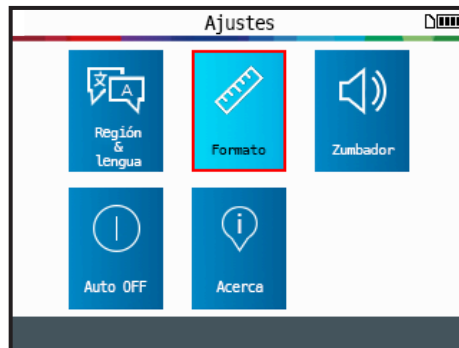 Ajustes
Región
&
lengua
Formato
Zumbador
Auto OFF
Acerca